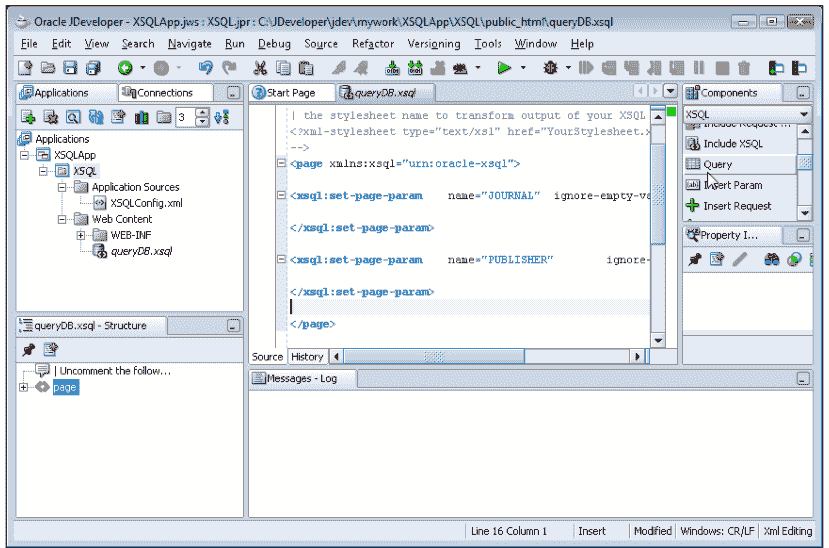 Oracle JDeveloper - XSQLApp.jws : XSQL.jpr : C:\JDeveloper\jdev\mywork\XSQLApp\XSQL\public_html\queryDB.xsql
File Edit View Search Navigate Run Debug Source Refactor Versioning Tools Window Help
Applications
Connections
3
Applications
XSQLApp
XSQL
Application Sources
XSQLConfig.xml
Web Content
WEB-INF
queryDB.xsql
queryDB.xsql - Structure
| Uncomment the follow...
page
Start Page
queryDB.xsql
| the stylesheet name to transform output of your XSQL
<?xml-stylesheet type="text/xsl" href="YourStylesheet.x
-->
<page xmlns:xsql="urn:oracle-xsql">
<xsql:set-page-param name="JOURNAL" ignore-empty-va
</xsql:set-page-param>
<xsql:set-page-param name="PUBLISHER" ignore-
</xsql:set-page-param>
</page>
Source History
Messages - Log
Components
XSQL
Include Request ...
Include XSQL
Query
Insert Param
Insert Request
Property I...
Line 16 Column 1 Insert Modified Windows: CR/LF Xml Editing